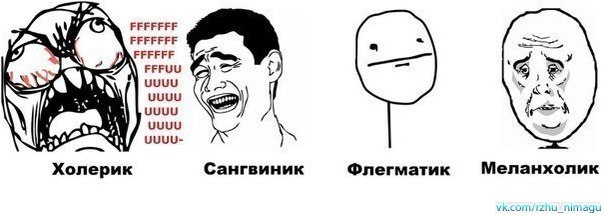 FFFFFFF
FFFFFFF
FFFFFF
FFFUU
UUUU
UUUU
UUUU
UUUU
UUUU-
Холерик
Сангвиник
Флегматик
Меланхолик
vk.com/rzhu_nimagu